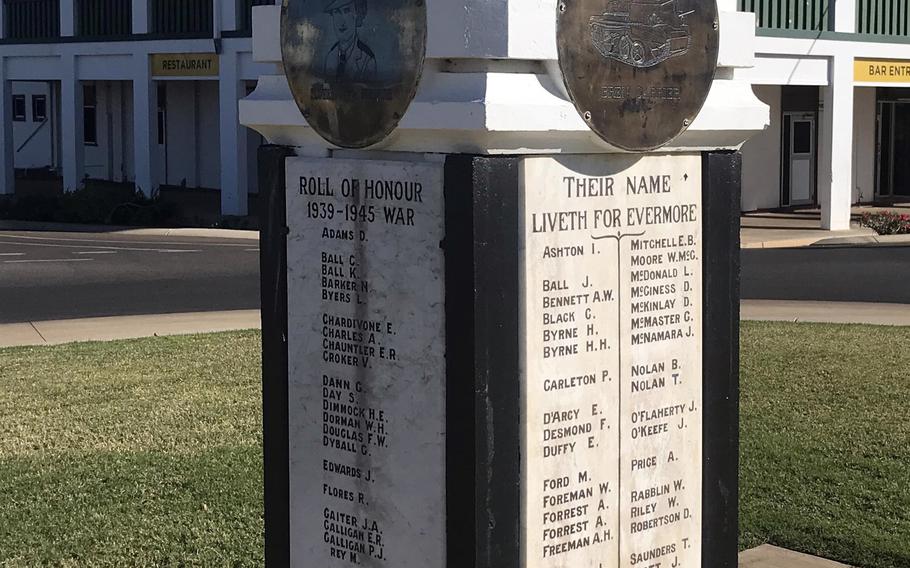 RESTAURANT
BAR ENTR
ROLL OF HONOUR
1939-1945 WAR
ADAMS D.
BALL C.
BALL K.
BARKER N.
BYERS L.
CHARDIVONE E.
CHARLES A.
CHAUNTLER E.R.
CROKER V.
DANN G.
DAY S.
DIMMOCK H.E.
DORMAN W.H.
DOUGLAS F.W.
DYBALL G.
EDWARDS J.
FLORES R.
GAITER J.A.
GALLIGAN E.R.
GALLIGAN P.J.
REY M.
THEIR NAME
LIVETH FOR EVERMORE
ASHTON I.
BALL J.
BENNETT A.W.
BLACK C.
BYRNE H.
BYRNE H.H.
CARLETON P.
D'ARCY E.
DESMOND F.
DUFFY E.
FORD M.
FOREMAN W.
FORREST A.
FORREST A.
FREEMAN A.H.
MITCHELL E.B.
MOORE W.MCG.
MCDONALD L.
MCGINESS D.
MCKINLAY D.
MCMASTER G.
MCNAMARA J.
NOLAN B.
NOLAN T.
O'FLAHERTY J.
O'KEEFE J.
PRICE A.
RABBLIN W.
RILEY W.
ROBERTSON D.
SAUNDERS T.